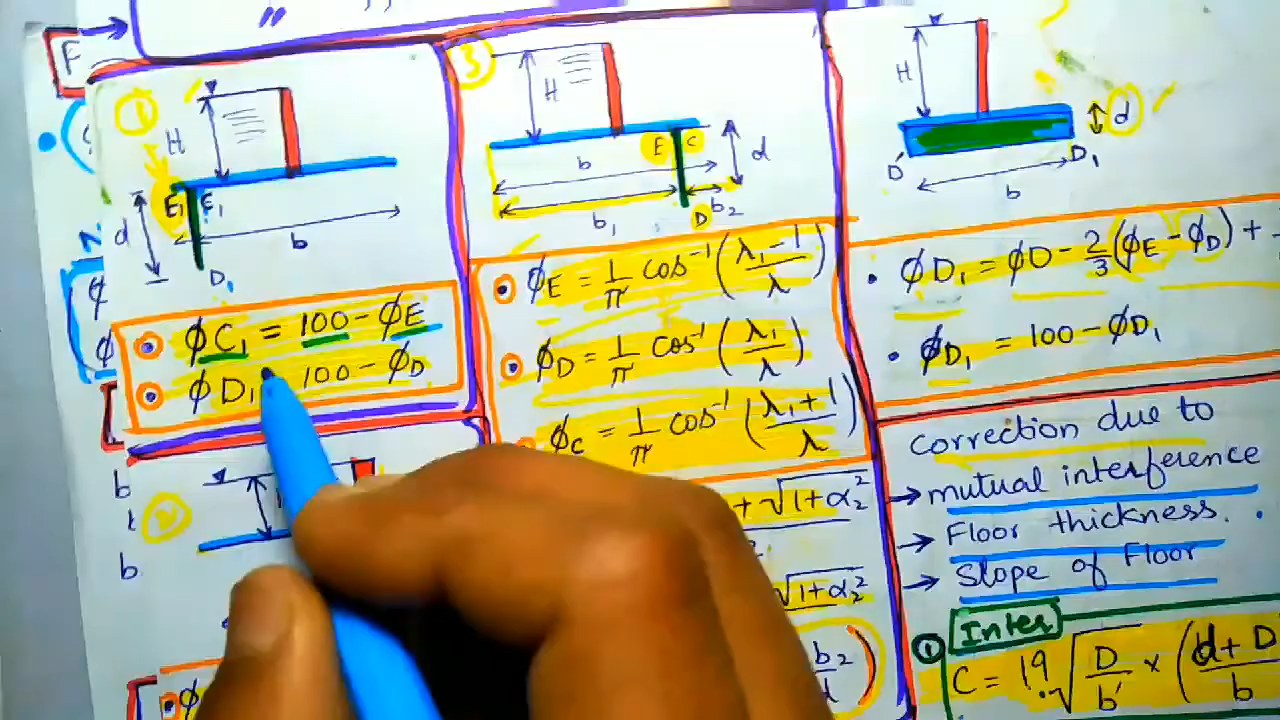 F
"
①
H
E₁
C₁
d
b
D₁
ϕC₁ = 100 - ϕE
ϕD₁ 100 - ϕD
②
b
b
③
H
E
C
b
d
b₁
D
b₂
ϕE = 1/π cos⁻¹ (λ₁-1/λ)
ϕD = 1/π cos⁻¹ (λ₁/λ)
ϕc = 1/π cos⁻¹ (λ₁+1/λ)
+ √1+α₂²
√1+α₂²
b₂
H
d
D'
D₁
b
ϕD₁ = ϕD - 2/3 (ϕE - ϕD) +
ϕD₁ = 100 - ϕD₁
Correction due to
→ mutual interference
→ Floor thickness.
→ Slope of Floor
① Inter
C = 19 √D/b' × (d+D/b